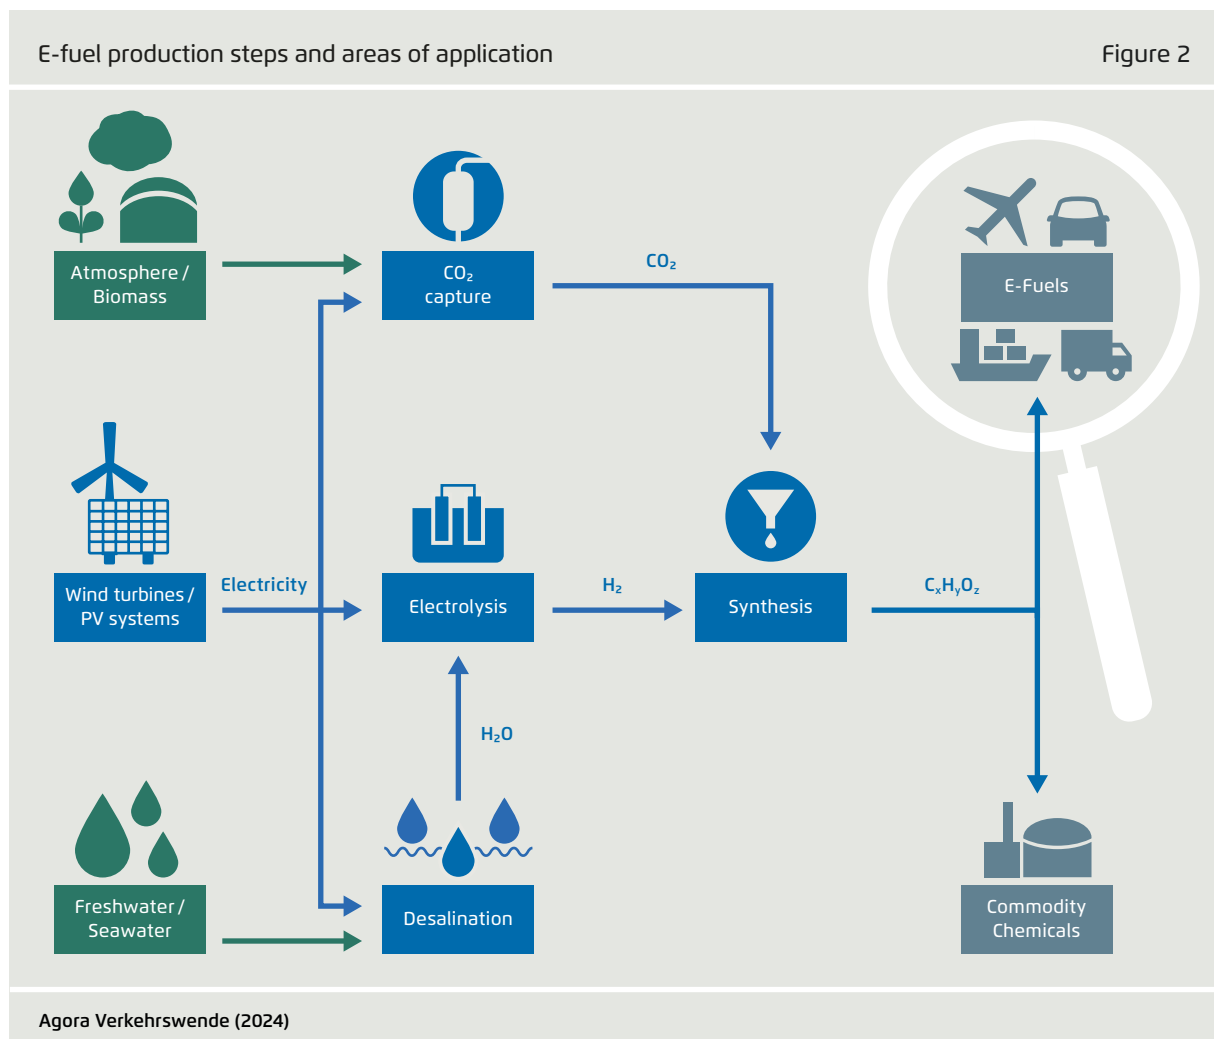 E-fuel production steps and areas of application
Figure 2
Atmosphere /
Biomass
CO₂
capture
CO₂
E-Fuels
Wind turbines /
PV systems
Electricity
Electrolysis
H₂
Synthesis
CₓHᵧO_z
H₂O
Freshwater /
Seawater
Desalination
Commodity
Chemicals
Agora Verkehrswende (2024)